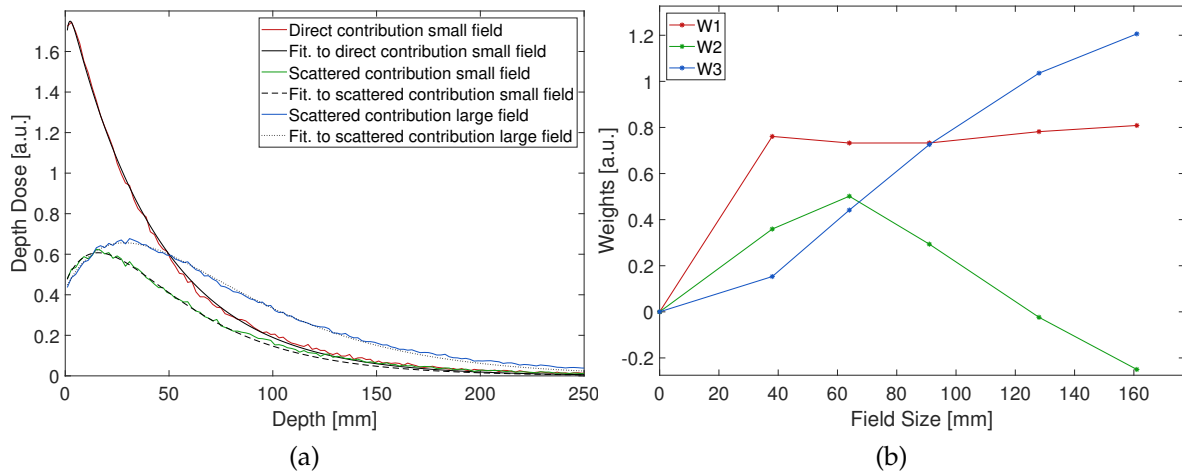 Direct contribution small field
Fit. to direct contribution small field
Scattered contribution small field
Fit. to scattered contribution small field
Scattered contribution large field
Fit. to scattered contribution large field
Depth Dose [a.u.]
1.6
1.4
1.2
1
0.8
0.6
0.4
0.2
0
0
50
100
150
200
250
Depth [mm]
(a)
W1
W2
W3
Weights [a.u.]
1.2
1
0.8
0.6
0.4
0.2
0
-0.2
0
20
40
60
80
100
120
140
160
Field Size [mm]
(b)